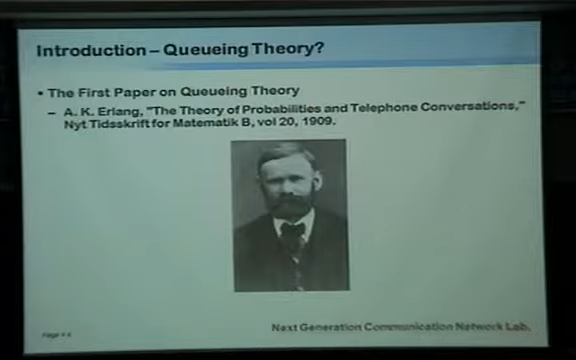 Introduction – Queueing Theory?
• The First Paper on Queueing Theory
– A. K. Erlang, "The Theory of Probabilities and Telephone Conversations,"
Nyt Tidsskrift for Matematik B, vol 20, 1909.
Next Generation Communication Network Lab.
Page